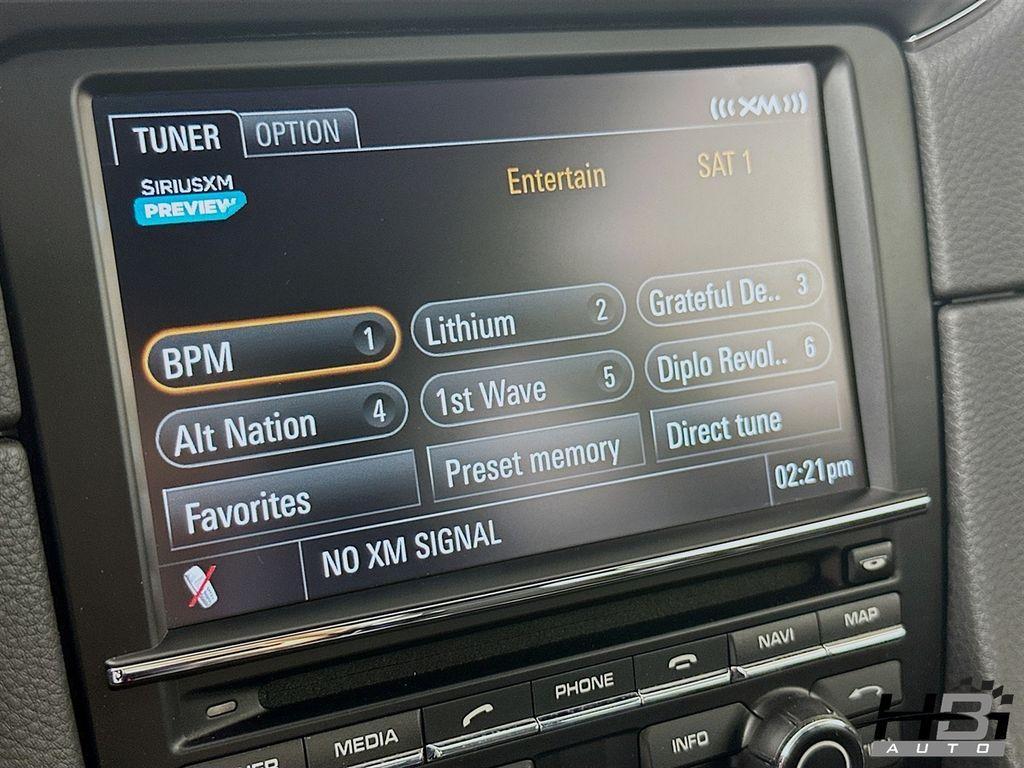 TUNER OPTION XM
SIRIUSXM
PREVIEW
Entertain SAT 1
BPM 1 Lithium 2 Grateful De.. 3
Alt Nation 4 1st Wave 5 Diplo Revol.. 6
Favorites Preset memory Direct tune
NO XM SIGNAL 02:21pm
MEDIA PHONE NAVI MAP
INFO
HBi
AUTO